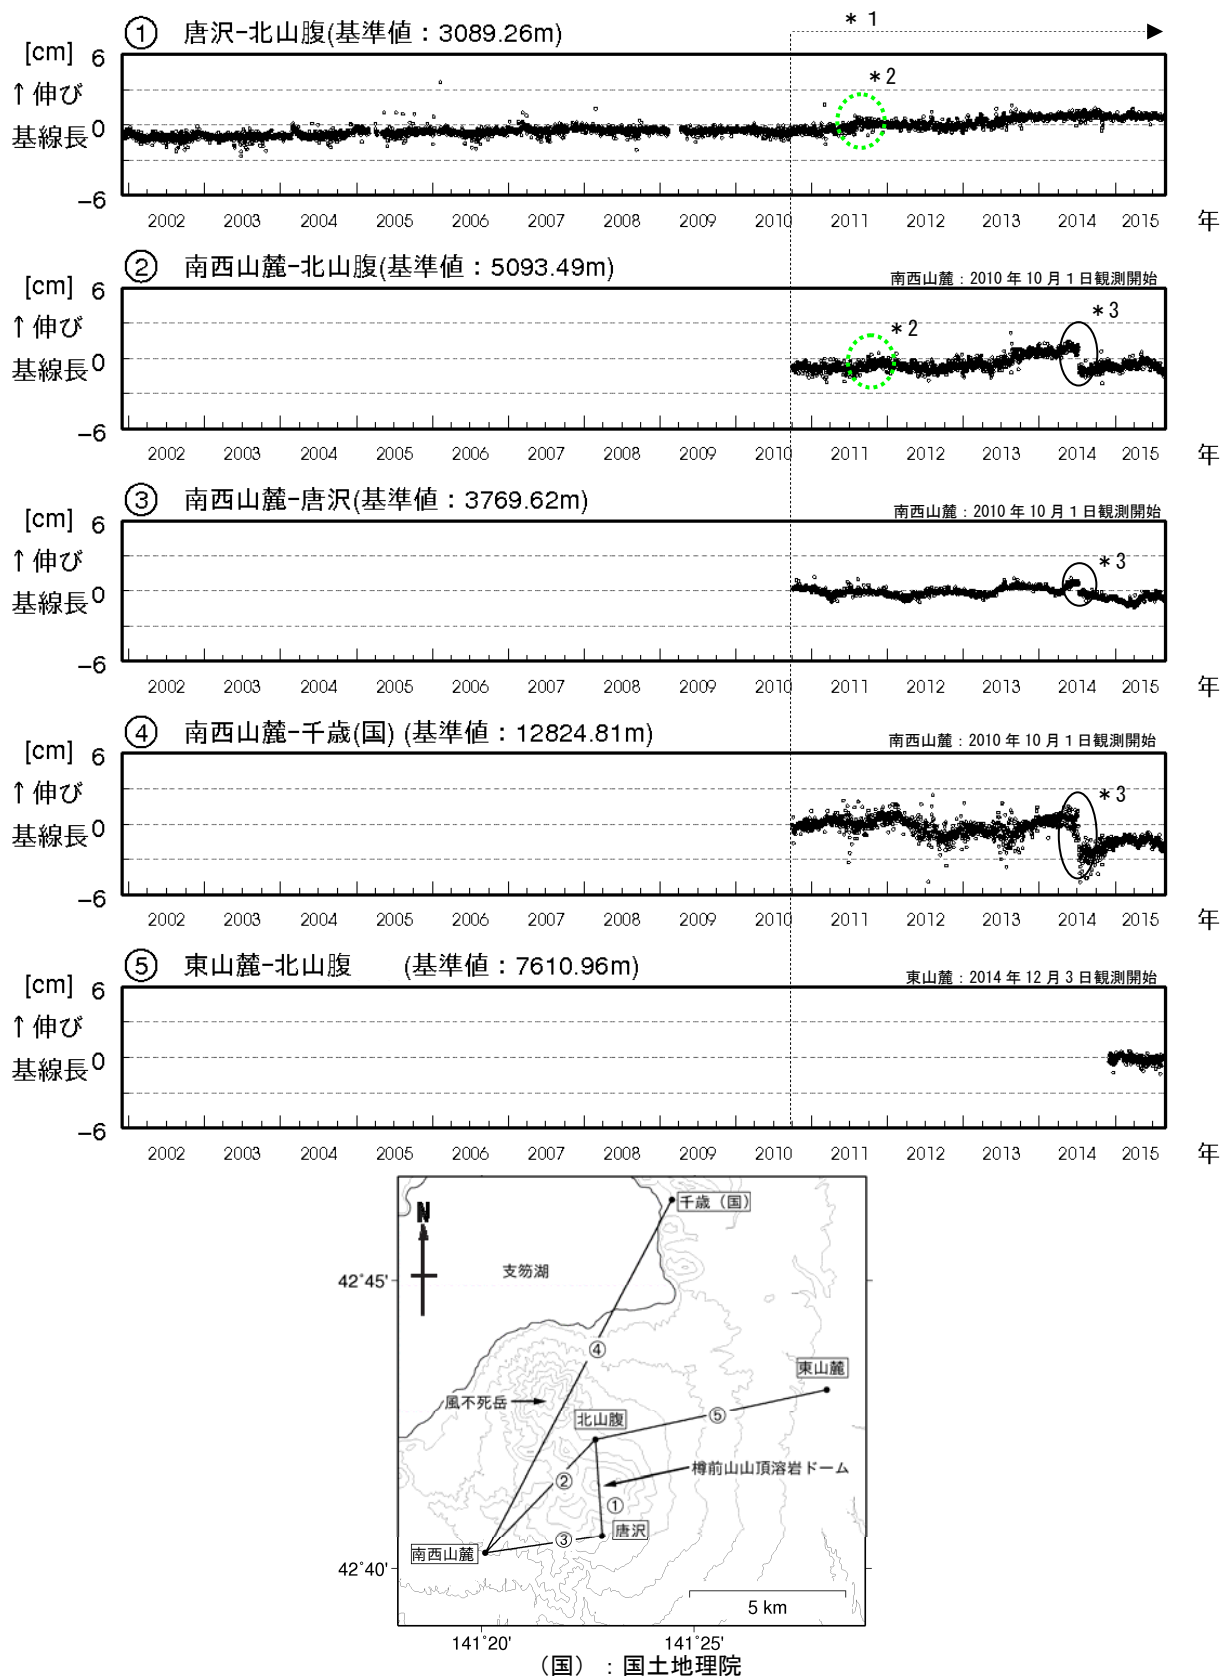 ① 唐沢−北山腹(基準値：3089.26m)
＊ 1
[cm] 6
＊2
↑伸び
0
基線長
−6
2002 2003 2004 2005 2006 2007 2008 2009 2010 2011 2012 2013 2014 2015 年
② 南西山麓−北山腹(基準値：5093.49m)
南西山麓：2010 年 10 月 1 日観測開始
[cm] 6
＊3
↑伸び
＊2
基線長 0
−6
2002 2003 2004 2005 2006 2007 2008 2009 2010 2011 2012 2013 2014 2015 年
③ 南西山麓−唐沢(基準値：3769.62m)
南西山麓：2010 年 10 月 1 日観測開始
[cm] 6
↑伸び
＊3
基線長 0
−6
2002 2003 2004 2005 2006 2007 2008 2009 2010 2011 2012 2013 2014 2015 年
④ 南西山麓−千歳(国) (基準値：12824.81m)
南西山麓：2010 年 10 月 1 日観測開始
[cm] 6
↑伸び
＊3
基線長 0
−6
2002 2003 2004 2005 2006 2007 2008 2009 2010 2011 2012 2013 2014 2015 年
⑤ 東山麓−北山腹 (基準値：7610.96m)
東山麓：2014 年 12 月 3 日観測開始
[cm] 6
↑伸び
基線長 0
−6
2002 2003 2004 2005 2006 2007 2008 2009 2010 2011 2012 2013 2014 2015 年
千歳（国）
N
支笏湖
42˚45'
④
東山麓
風不死岳
北山腹
⑤
樽前山山頂溶岩ドーム
②
①
唐沢
③
南西山麓
42˚40'
5 km
141˚20' 141˚25'
（国）：国土地理院